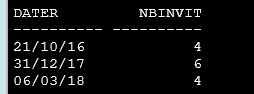 DATER NBINVIT
---------- ----------
21/10/16 4
31/12/17 6
06/03/18 4